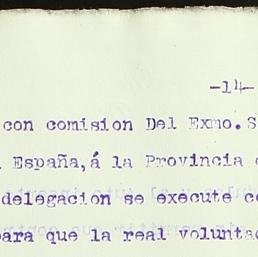 -14-
con comision Del Exmo. S
España, á la Provincia
delegacion se execute co
para que la real volunta